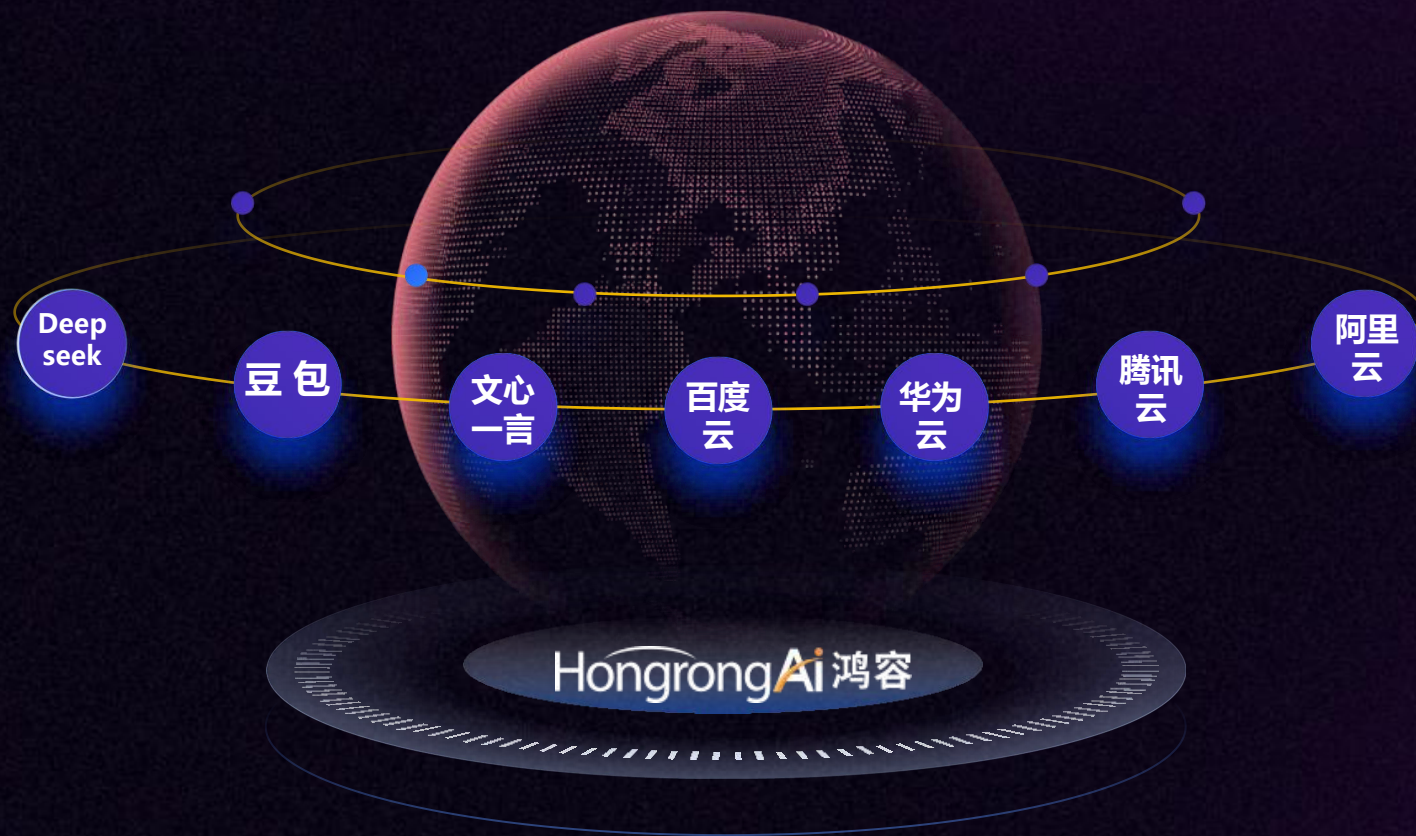 Deep
seek
豆 包
文心
一言
百度
云
华为
云
腾讯
云
阿里
云
HongrongAi 鸿容